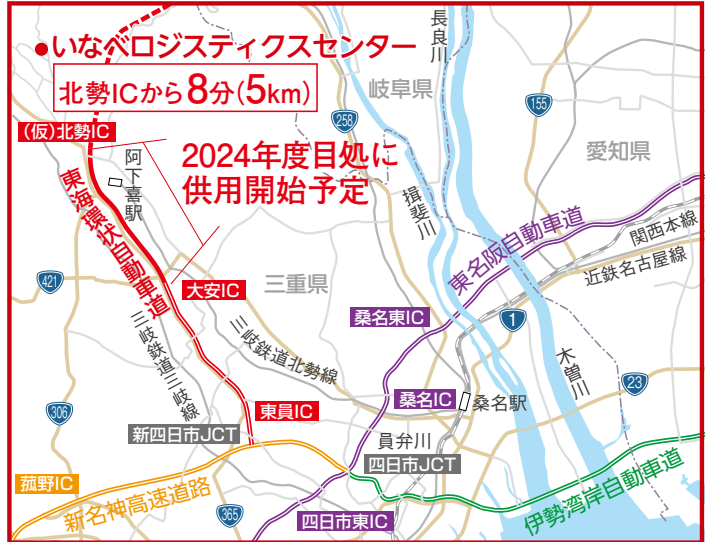 いなべロジスティクスセンター
北勢ICから8分(5km)
(仮)北勢IC
2024年度目処に
供用開始予定
長良川
岐阜県
258
155
愛知県
阿下喜駅
揖斐川
東海環状自動車道
東名阪自動車道
関西本線
近鉄名古屋線
421
大安IC
三重県
桑名東IC
1
三岐鉄道三岐線
三岐鉄道北勢線
木曽川
23
306
東員IC
桑名IC
桑名駅
新四日市JCT
員弁川
四日市JCT
菰野IC
新名神高速道路
365
四日市東IC
伊勢湾岸自動車道